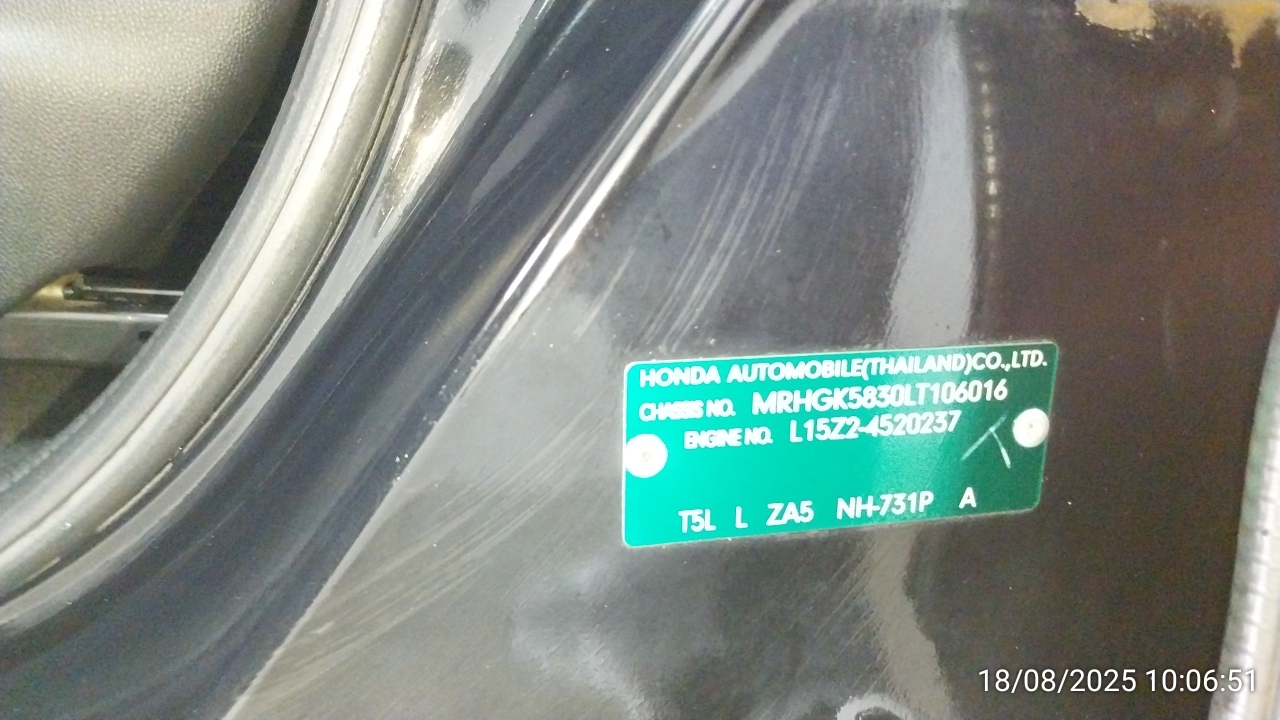 HONDA AUTOMOBILE(THAILAND)CO.,LTD.
CHASSIS NO. MRHGK5830LT106016
ENGINE NO. L15Z2-4520237
T5L L ZA5 NH-731P A
18/08/2025 10:06:51